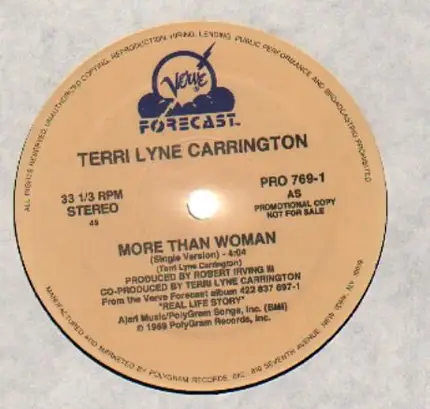 ALL RIGHTS RESERVED. UNAUTHORIZED COPYING, REPRODUCTION, HIRING, LENDING, PUBLIC PERFORMANCE AND BROADCASTING PROHIBITED
Verve
FORECAST
TERRI LYNE CARRINGTON
33 1/3 RPM
STEREO
PRO 769-1
AS
PROMOTIONAL COPY
NOT FOR SALE
MORE THAN WOMAN
(Single Version) - 4:04
(Terri Lyne Carrington)
PRODUCED BY ROBERT IRVING III
CO-PRODUCED BY TERRI LYNE CARRINGTON
From the Verve Forecast album 422 837 697-1
"REAL LIFE STORY"
Ajari Music/PolyGram Songs, Inc. (BMI)
℗ 1989 PolyGram Records, Inc.
MANUFACTURED AND MARKETED BY POLYGRAM RECORDS, INC. 810 SEVENTH AVENUE, NEW YORK, NY